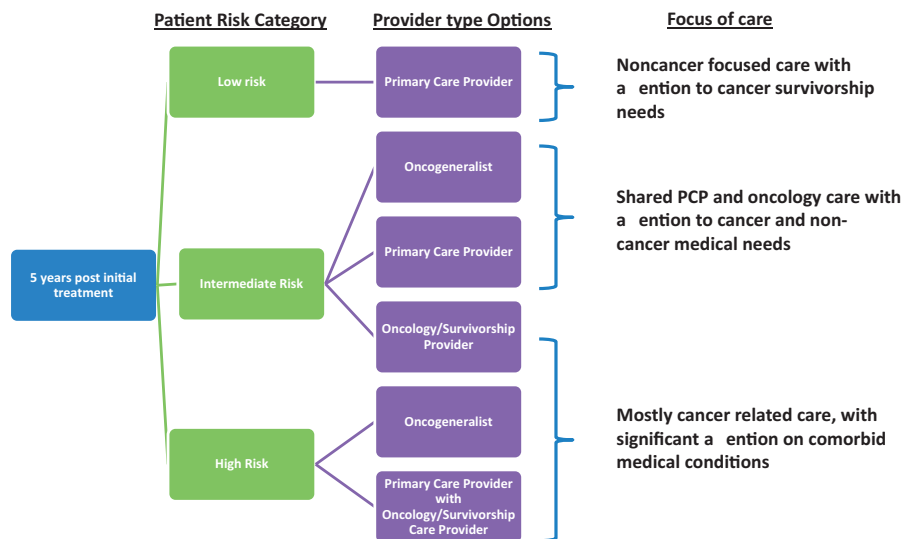 Patient Risk Category
Provider type Options
Focus of care
Low risk
Primary Care Provider
Noncancer focused care with
a ention to cancer survivorship
needs
Oncogeneralist
Shared PCP and oncology care with
a ention to cancer and non-
cancer medical needs
Primary Care Provider
5 years post initial
treatment
Intermediate Risk
Oncology/Survivorship
Provider
Oncogeneralist
Mostly cancer related care, with
significant a ention on comorbid
medical conditions
High Risk
Primary Care Provider
with
Oncology/Survivorship
Care Provider